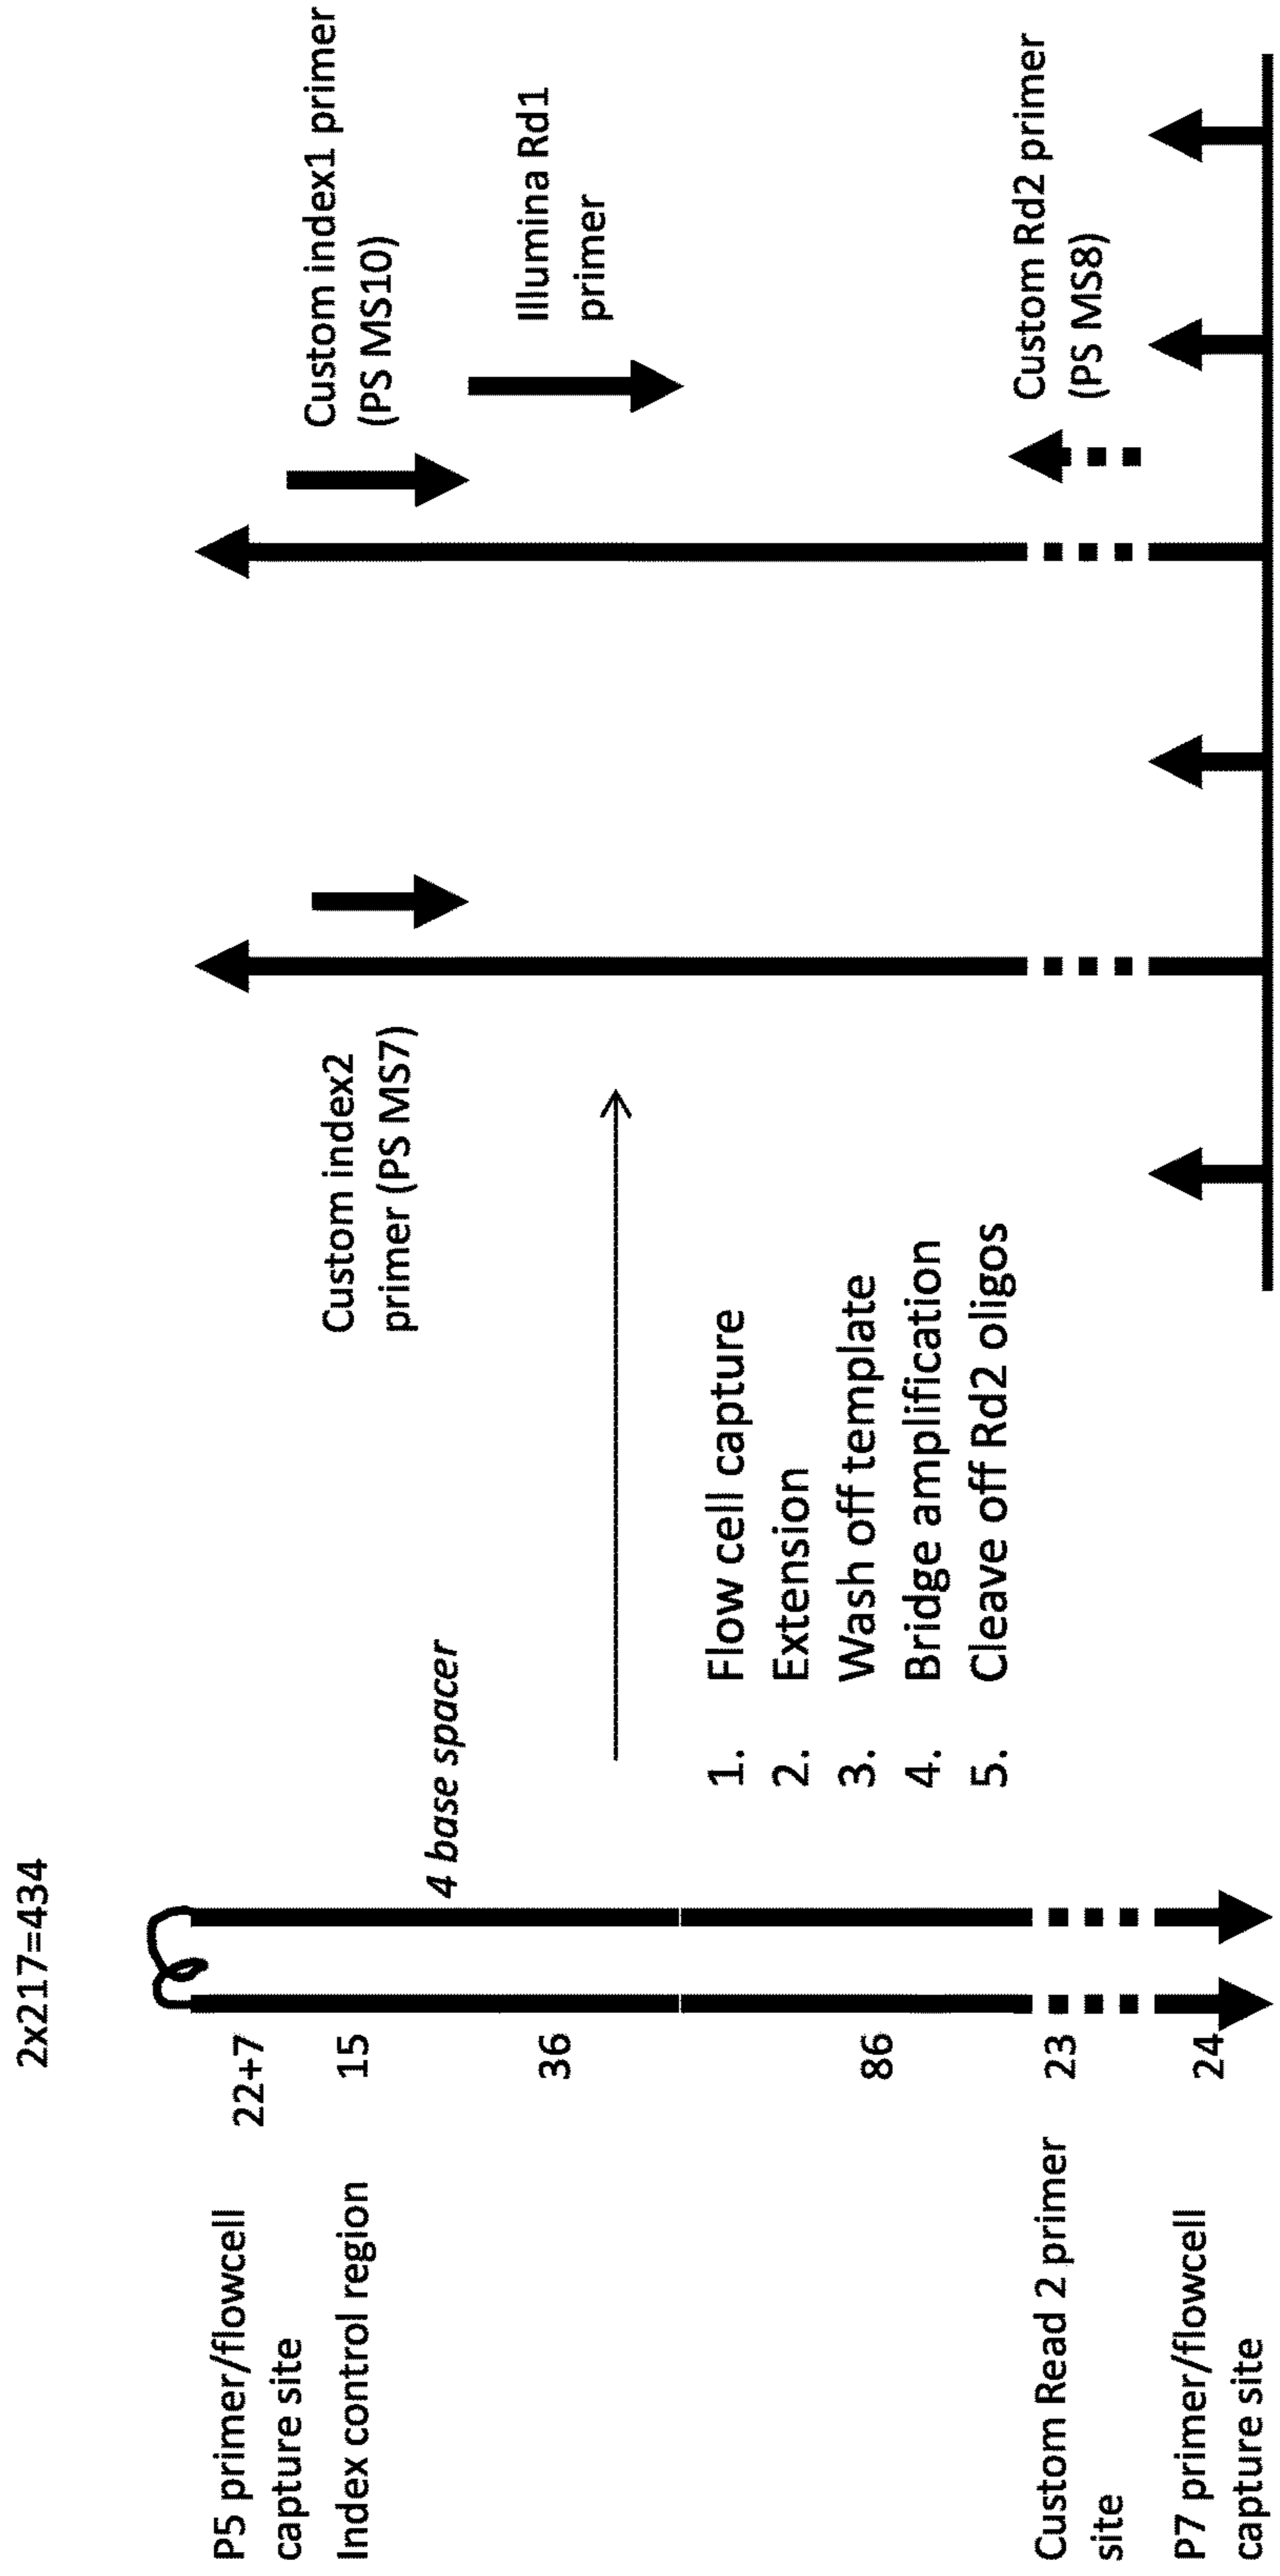 2x217=434
P5 primer/flowcell
capture site
22+7
Index control region
15
4 base spacer
36
86
Custom Read 2 primer
site
23
P7 primer/flowcell
capture site
24
1. Flow cell capture
2. Extension
3. Wash off template
4. Bridge amplification
5. Cleave off Rd2 oligos
Custom index2
primer (PS MS7)
Custom index1 primer
(PS MS10)
Illumina Rd1
primer
Custom Rd2 primer
(PS MS8)